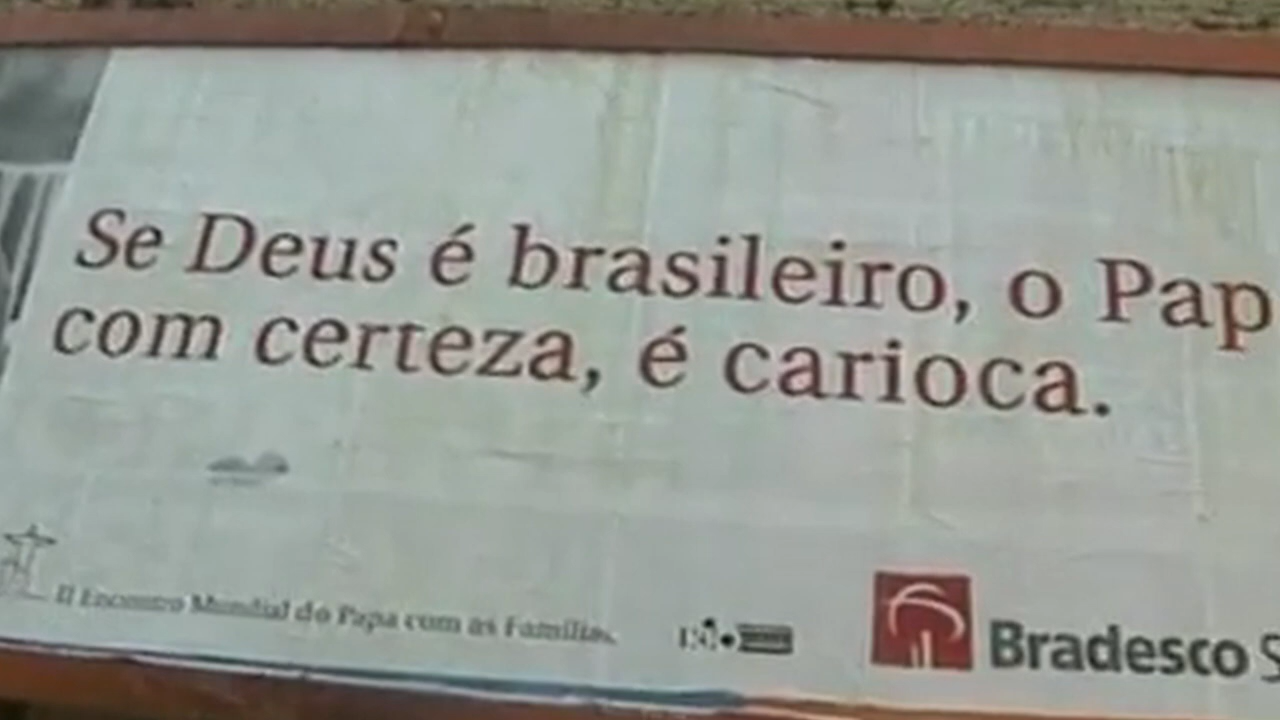 Se Deus é brasileiro, o Pap
com certeza, é carioca.
II Encontro Mundial do Papa com as Famílias.
Bradesco S